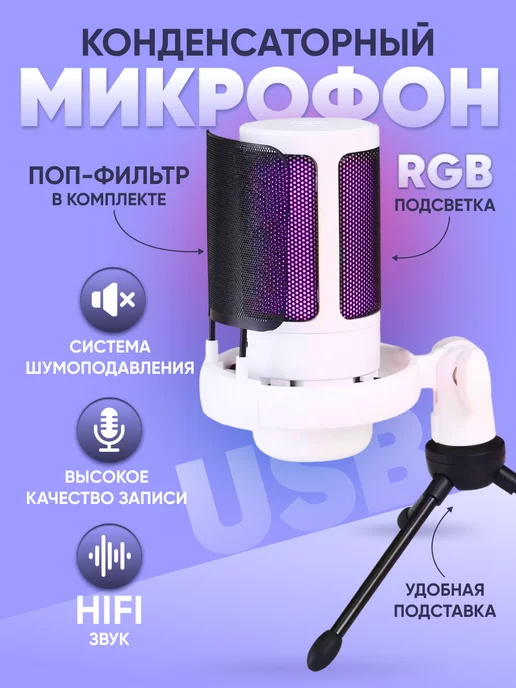 КОНДЕНСАТОРНЫЙ
МИКРОФОН
ПОП-ФИЛЬТР
В КОМПЛЕКТЕ
RGB
ПОДСВЕТКА
СИСТЕМА
ШУМОПОДАВЛЕНИЯ
ВЫСОКОЕ
КАЧЕСТВО ЗАПИСИ
USB
HIFI
ЗВУК
УДОБНАЯ
ПОДСТАВКА